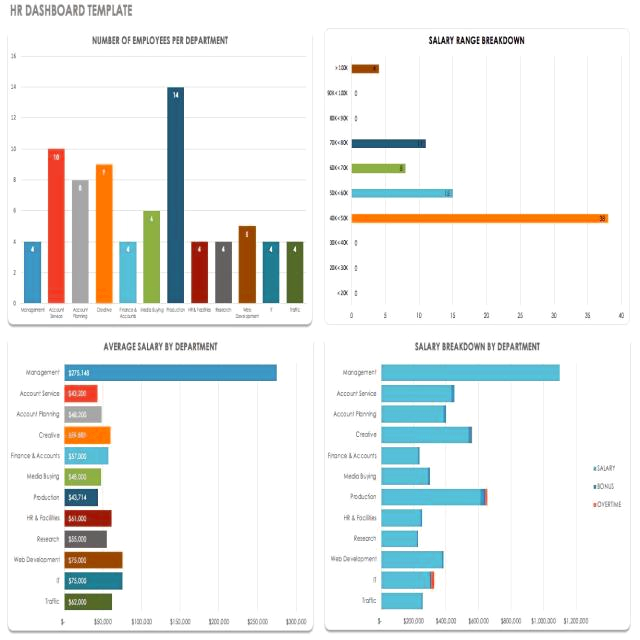 HR DASHBOARD TEMPLATE
NUMBER OF EMPLOYEES PER DEPARTMENT
16
14
12
10
8
6
4
2
0
4
10
8
9
4
6
14
4
4
5
4
4
Management
Account Service
Account Planning
Creative
Finance & Accounts
Media Buying
Production
HR & Facilities
Research
Web Development
IT
Traffic
SALARY RANGE BREAKDOWN
>100K
4
90K<100K
0
80K<90K
0
70K<80K
11
60K<70K
8
50K<60K
15
40K<50K
38
30K<40K
0
20K<30K
0
<20K
0
0 5 10 15 20 25 30 35 40
AVERAGE SALARY BY DEPARTMENT
Management $275,148
Account Service
Account Planning $48,200
Creative
Finance & Accounts $57,000
Media Buying $48,000
Production $43,714
HR & Facilities $61,000
Research $55,000
Web Development $75,000
IT $75,000
Traffic $62,000
$- $50,000 $100,000 $150,000 $200,000 $250,000 $300,000
SALARY BREAKDOWN BY DEPARTMENT
Management
Account Service
Account Planning
Creative
Finance & Accounts
Media Buying
Production
HR & Facilities
Research
Web Development
IT
Traffic
$- $200,000 $400,000 $600,000 $800,000 $1,000,000 $1,200,000
SALARY
BONUS
OVERTIME